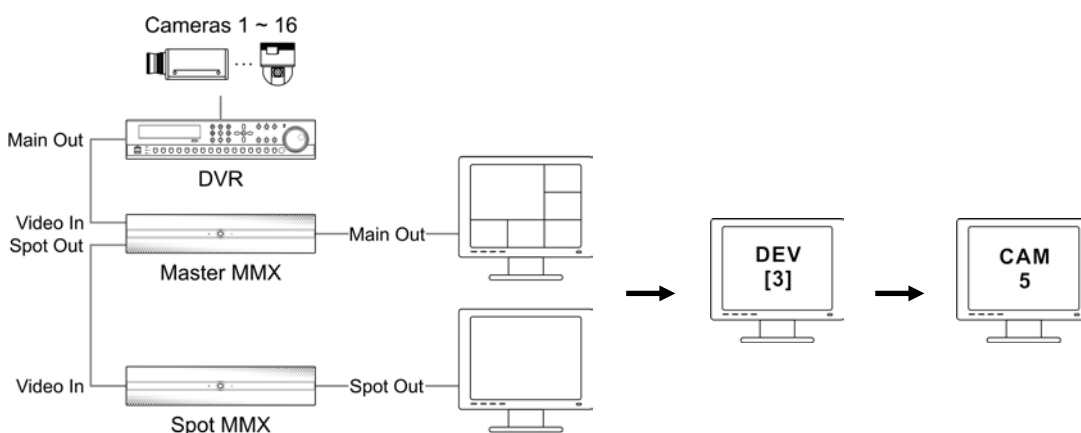 Cameras 1 ~ 16
Main Out
DVR
Video In
Spot Out
Main Out
Master MMX
DEV
[3]
CAM
5
Video In
Spot Out
Spot MMX